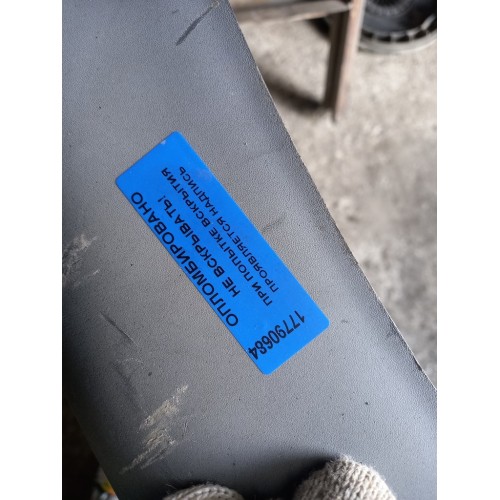 ОПЛОМБИРОВАНО
НЕ ВСКРЫВАТЬ!
ПРИ ПОПЫТКЕ ВСКРЫТИЯ
ПРОЯВЛЯЕТСЯ НАДПИСЬ
17790684